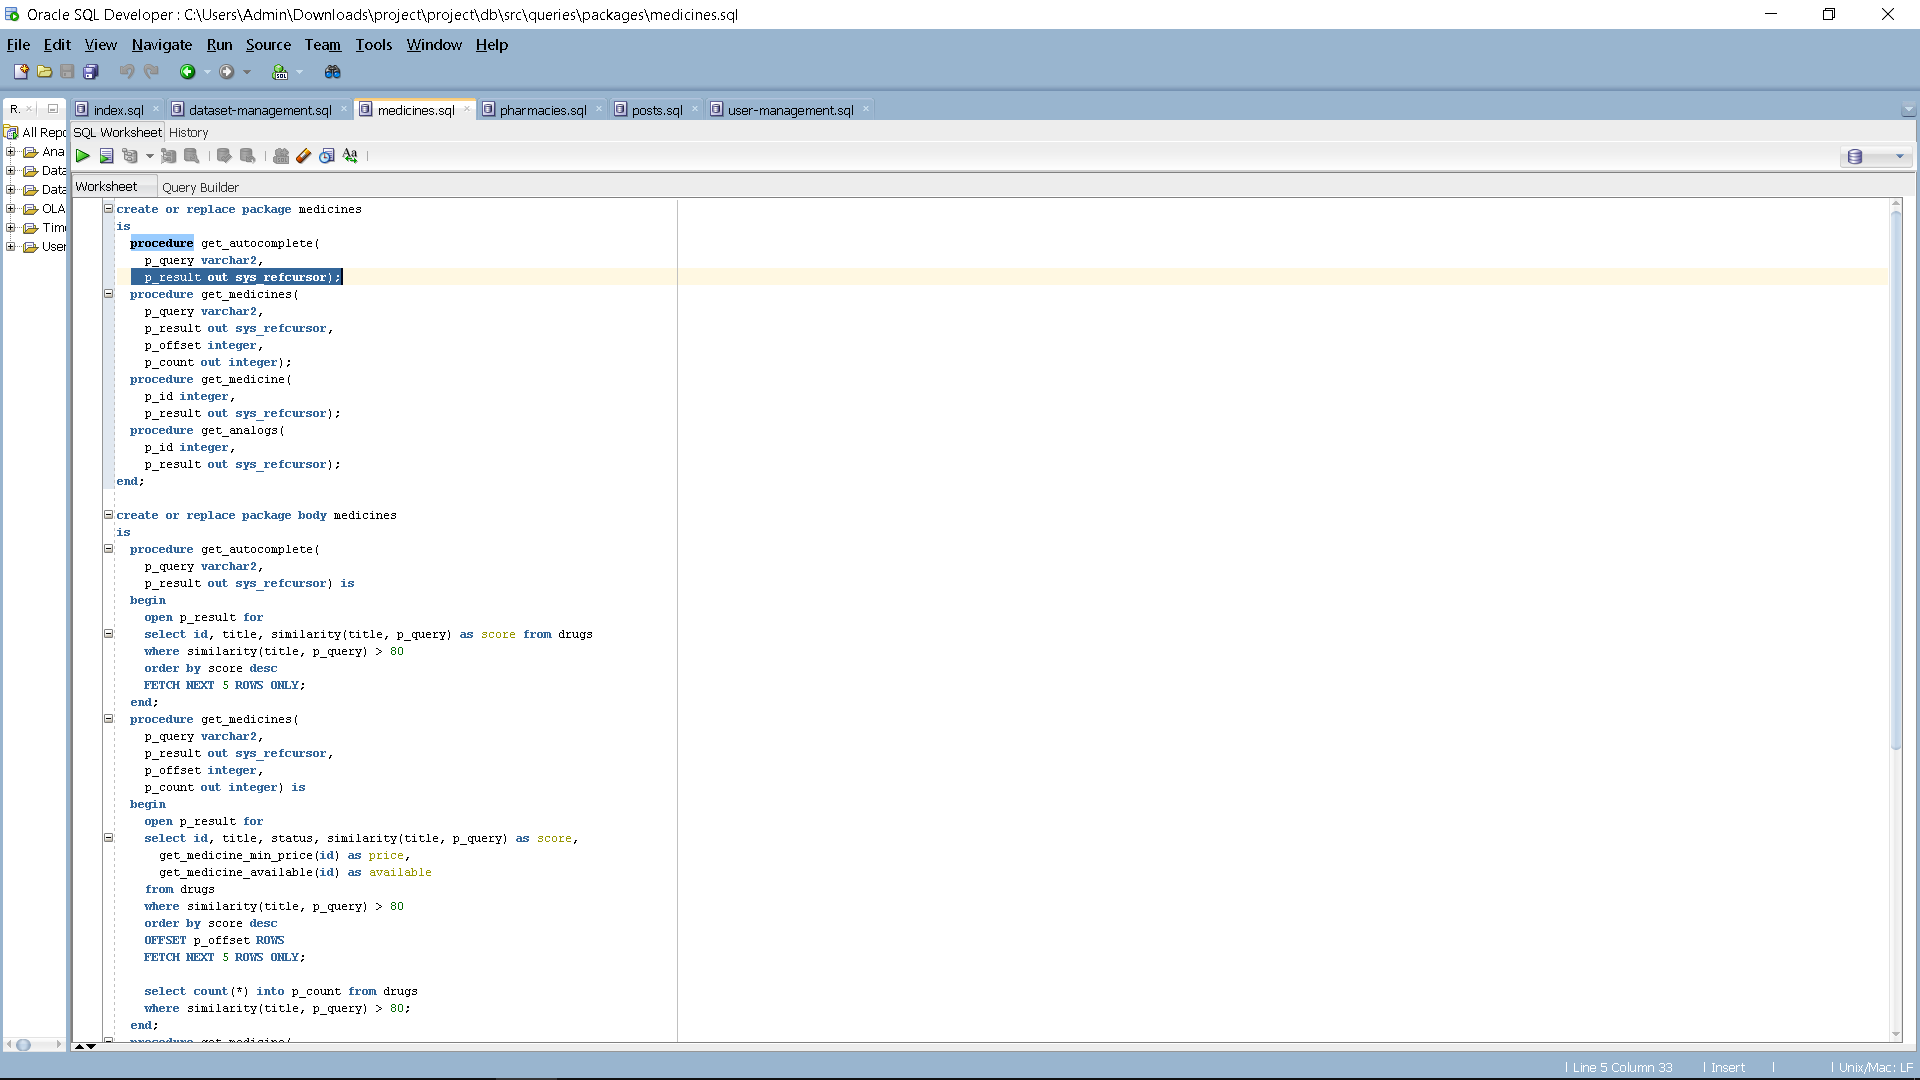 Oracle SQL Developer : C:\Users\Admin\Downloads\project\project\db\src\queries\packages\medicines.sql
File Edit View Navigate Run Source Team Tools Window Help
R. index.sql dataset-management.sql medicines.sql pharmacies.sql posts.sql user-management.sql
All Repo
Ana
Data
Data
OLA
Time
User
SQL Worksheet History
Worksheet Query Builder
create or replace package medicines
is
procedure get_autocomplete(
p_query varchar2,
p_result out sys_refcursor);
procedure get_medicines(
p_query varchar2,
p_result out sys_refcursor,
p_offset integer,
p_count out integer);
procedure get_medicine(
p_id integer,
p_result out sys_refcursor);
procedure get_analogs(
p_id integer,
p_result out sys_refcursor);
end;
create or replace package body medicines
is
procedure get_autocomplete(
p_query varchar2,
p_result out sys_refcursor) is
begin
open p_result for
select id, title, similarity(title, p_query) as score from drugs
where similarity(title, p_query) > 80
order by score desc
FETCH NEXT 5 ROWS ONLY;
end;
procedure get_medicines(
p_query varchar2,
p_result out sys_refcursor,
p_offset integer,
p_count out integer) is
begin
open p_result for
select id, title, status, similarity(title, p_query) as score,
get_medicine_min_price(id) as price,
get_medicine_available(id) as available
from drugs
where similarity(title, p_query) > 80
order by score desc
OFFSET p_offset ROWS
FETCH NEXT 5 ROWS ONLY;
select count(*) into p_count from drugs
where similarity(title, p_query) > 80;
end;
procedure get_medicine(
Line 5 Column 33 Insert Unix/Mac: LF